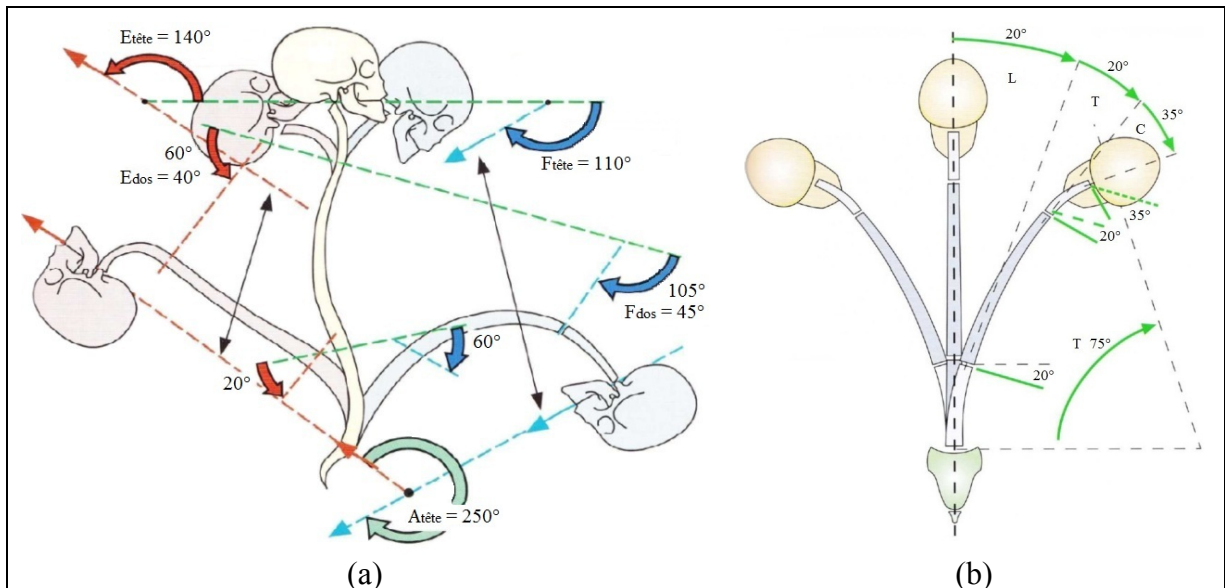 Etête = 140°
60°
Edos = 40°
Ftête = 110°
105°
Fdos = 45°
60°
20°
Atête = 250°
(a)
20°
20°
35°
L
T
C
35°
20°
T 75°
20°
(b)